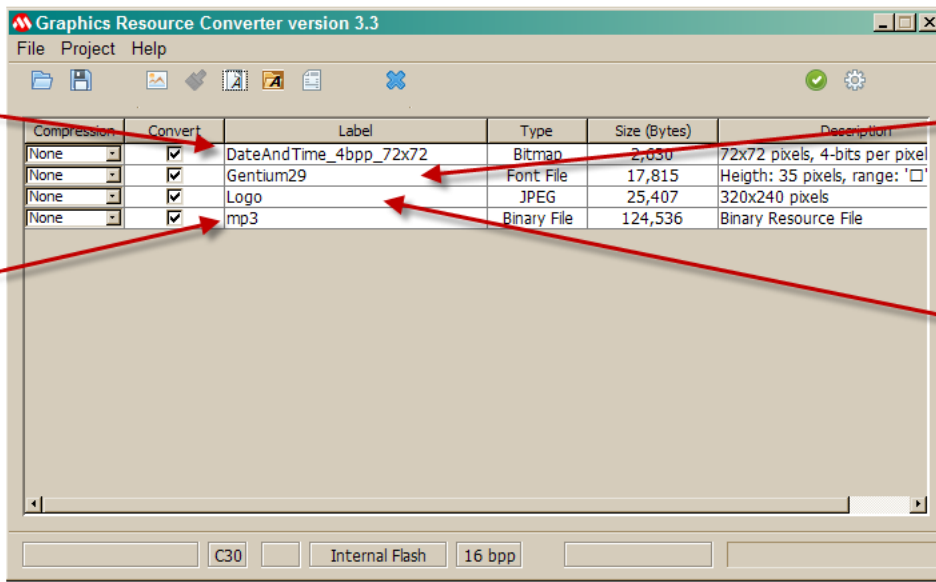 Graphics Resource Converter version 3.3
File Project Help
Compression Convert Label Type Size (Bytes) Description
None DateAndTime_4bpp_72x72 Bitmap 2,630 72x72 pixels, 4-bits per pixel
None Gentium29 Font File 17,815 Heigth: 35 pixels, range: '□'
None Logo JPEG 25,407 320x240 pixels
None mp3 Binary File 124,536 Binary Resource File
C30 Internal Flash 16 bpp